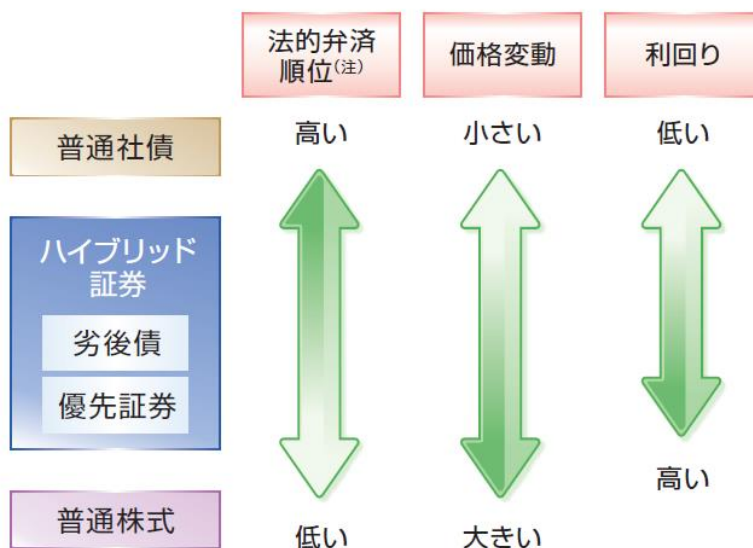 法的弁済
順位(注)
価格変動
利回り
高い
小さい
低い
普通社債
ハイブリッド
証券
劣後債
優先証券
普通株式
低い
大きい
高い